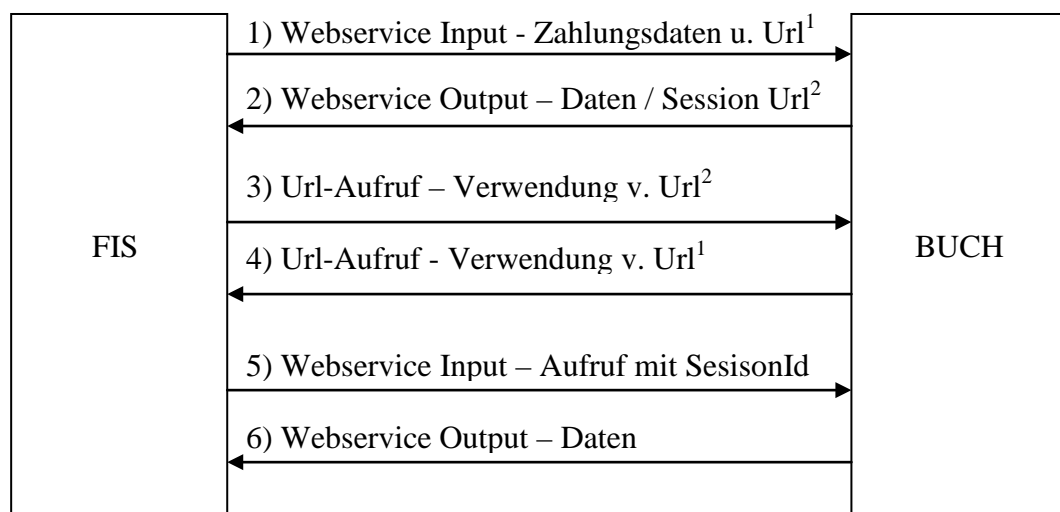 1) Webservice Input - Zahlungsdaten u. Url¹
2) Webservice Output – Daten / Session Url²
3) Url-Aufruf – Verwendung v. Url²
FIS
BUCH
4) Url-Aufruf - Verwendung v. Url¹
5) Webservice Input – Aufruf mit SesisonId
6) Webservice Output – Daten